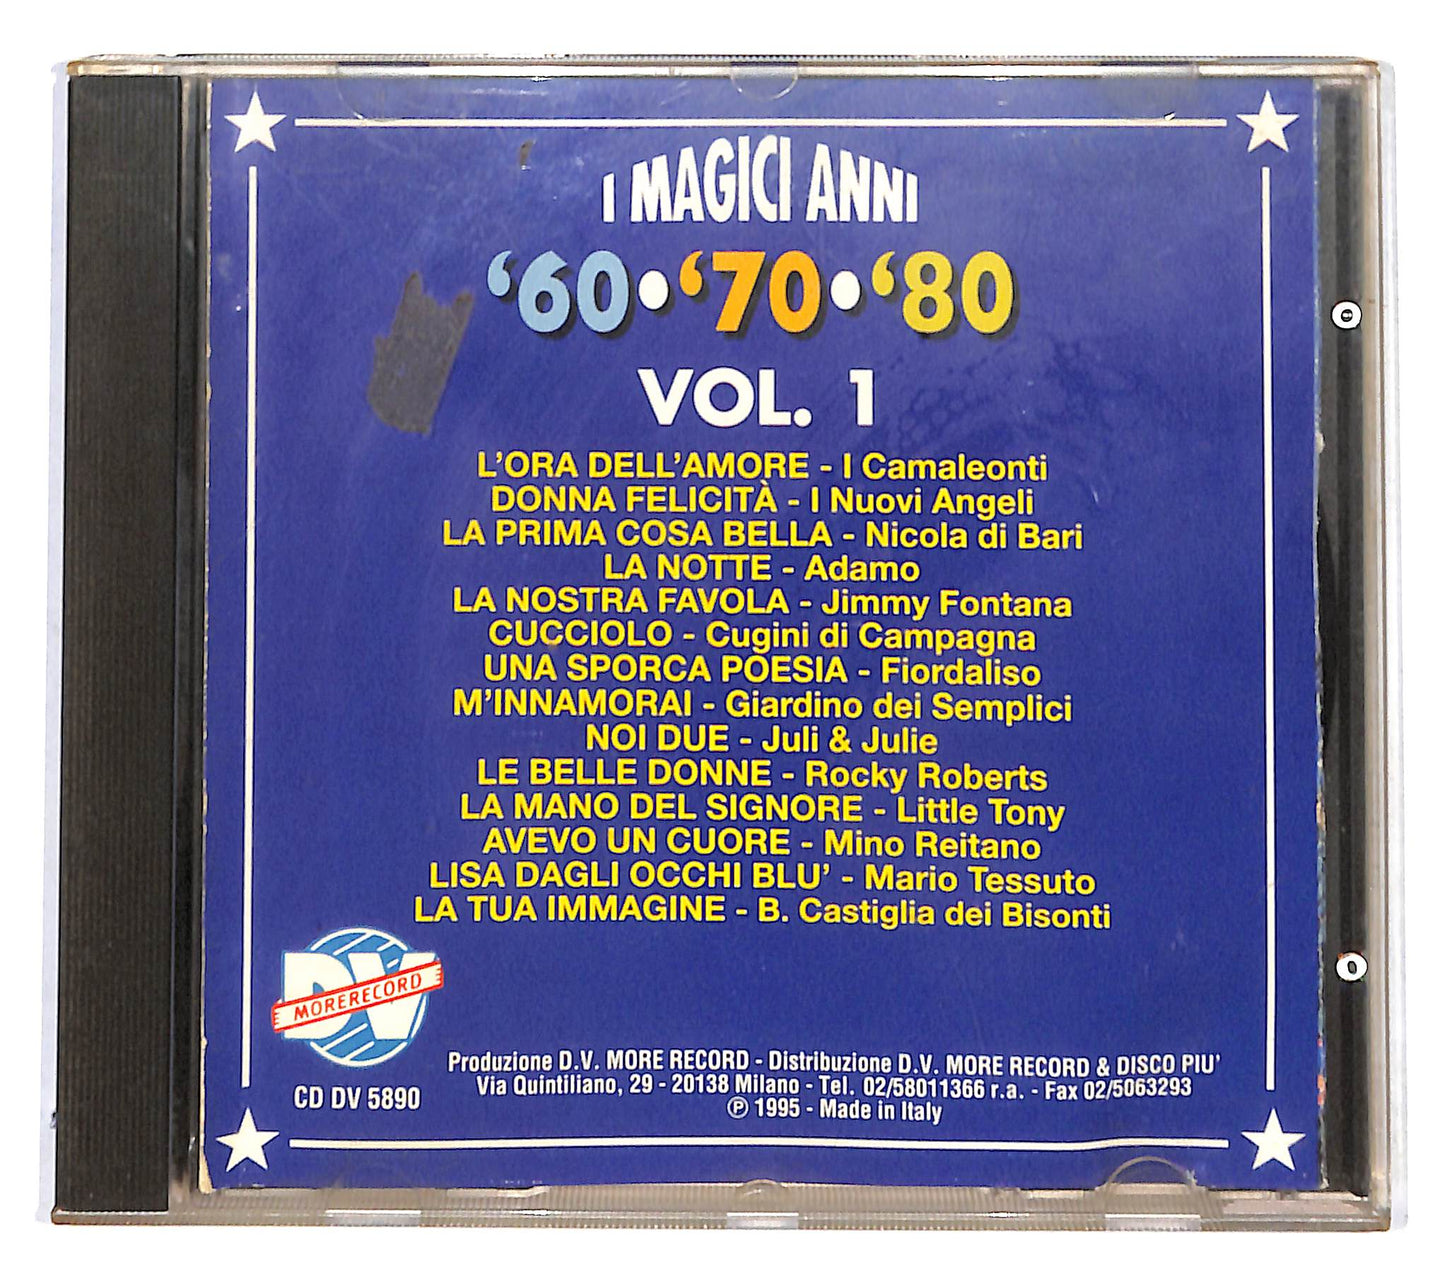 I MAGICI ANNI
‘60•‘70•‘80
VOL. 1
L’ORA DELL’AMORE - I Camaleonti
DONNA FELICITÀ - I Nuovi Angeli
LA PRIMA COSA BELLA - Nicola di Bari
LA NOTTE - Adamo
LA NOSTRA FAVOLA - Jimmy Fontana
CUCCIOLO - Cugini di Campagna
UNA SPORCA POESIA - Fiordaliso
M’INNAMORAI - Giardino dei Semplici
NOI DUE - Juli & Julie
LE BELLE DONNE - Rocky Roberts
LA MANO DEL SIGNORE - Little Tony
AVEVO UN CUORE - Mino Reitano
LISA DAGLI OCCHI BLU’ - Mario Tessuto
LA TUA IMMAGINE - B. Castiglia dei Bisonti
DV
MORERECORD
CD DV 5890
Produzione D.V. MORE RECORD - Distribuzione D.V. MORE RECORD & DISCO PIU’
Via Quintiliano, 29 - 20138 Milano - Tel. 02/58011366 r.a. - Fax 02/5063293
℗ 1995 - Made in Italy